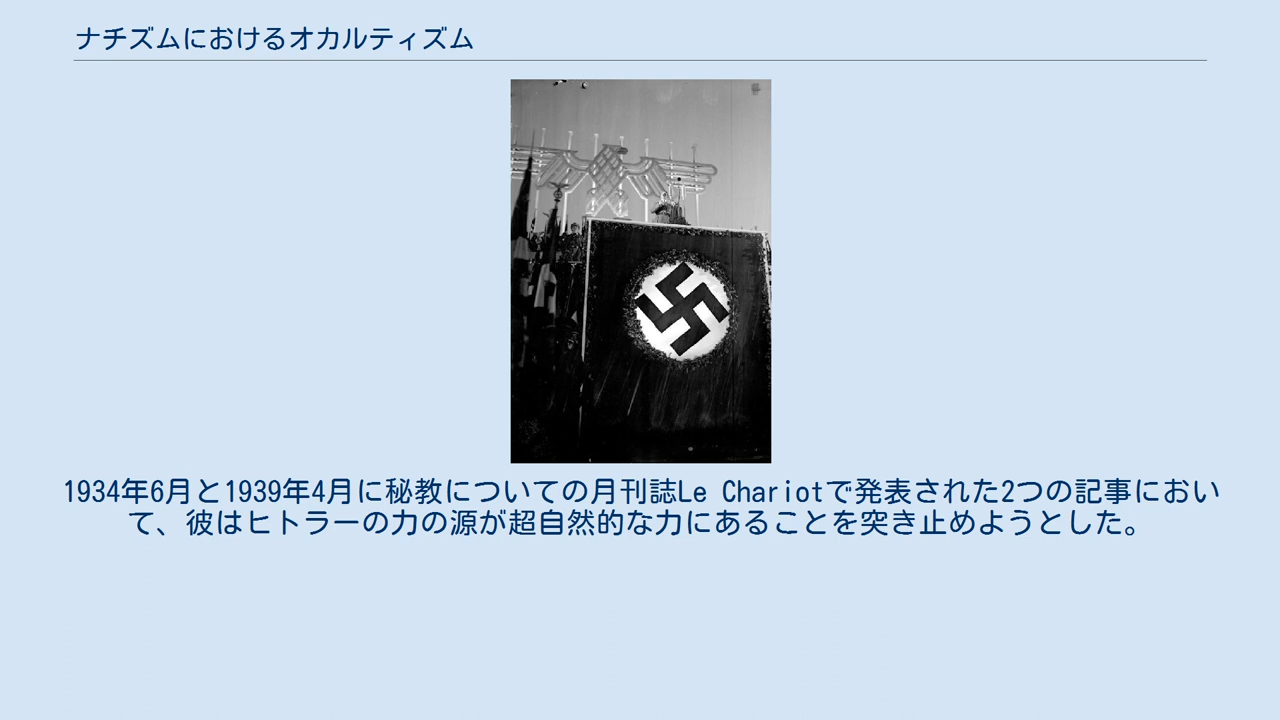 ナチズムにおけるオカルティズム
1934年6月と1939年4月に秘教についての月刊誌Le Chariotで発表された2つの記事におい
て、彼はヒトラーの力の源が超自然的な力にあることを突き止めようとした。